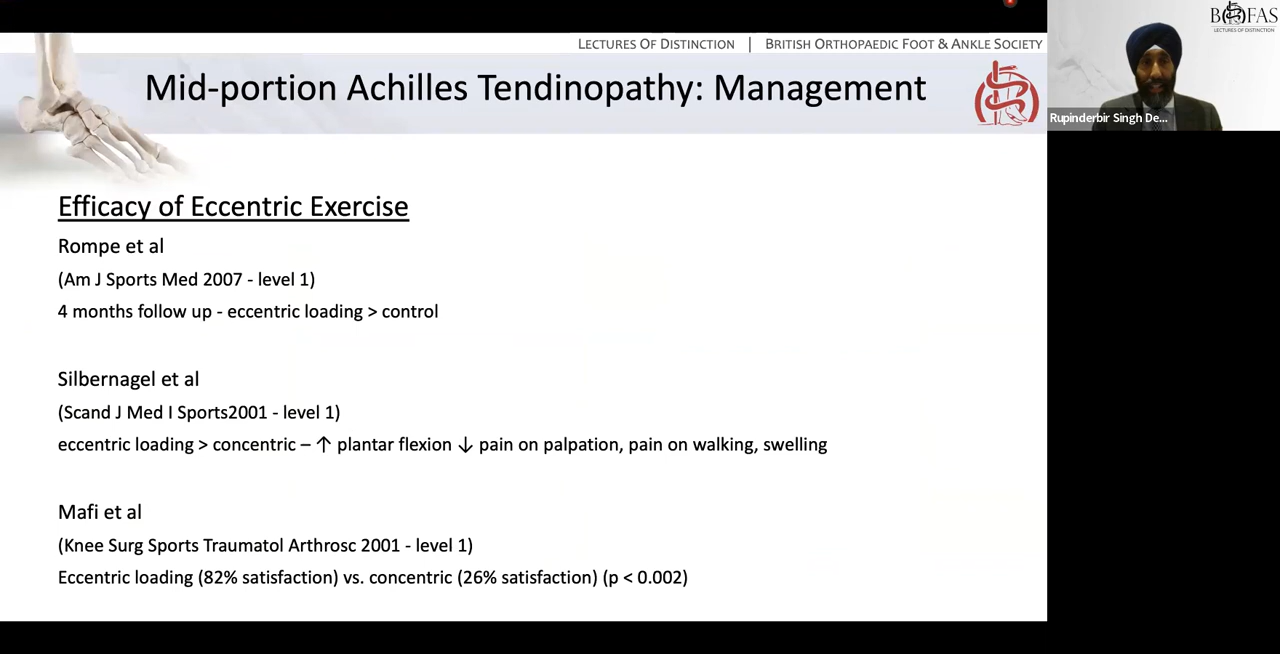 LECTURES OF DISTINCTION | BRITISH ORTHOPAEDIC FOOT & ANKLE SOCIETY
Mid-portion Achilles Tendinopathy: Management
BOFAS
LECTURES OF DISTINCTION
Rupinderbir Singh De...
Efficacy of Eccentric Exercise
Rompe et al
(Am J Sports Med 2007 - level 1)
4 months follow up - eccentric loading > control
Silbernagel et al
(Scand J Med I Sports2001 - level 1)
eccentric loading > concentric – ↑ plantar flexion ↓ pain on palpation, pain on walking, swelling
Mafi et al
(Knee Surg Sports Traumatol Arthrosc 2001 - level 1)
Eccentric loading (82% satisfaction) vs. concentric (26% satisfaction) (p < 0.002)